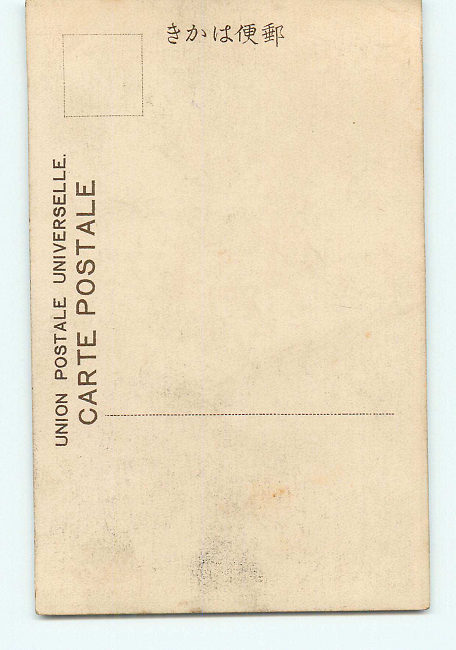 きかは便郵
UNION POSTALE UNIVERSELLE.
CARTE POSTALE